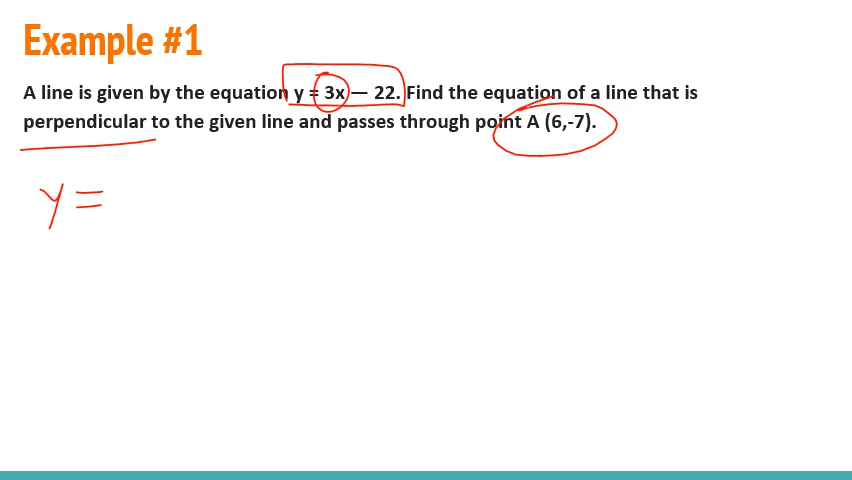 Example #1
A line is given by the equation y = 3x — 22. Find the equation of a line that is
perpendicular to the given line and passes through point A (6,-7).
y =